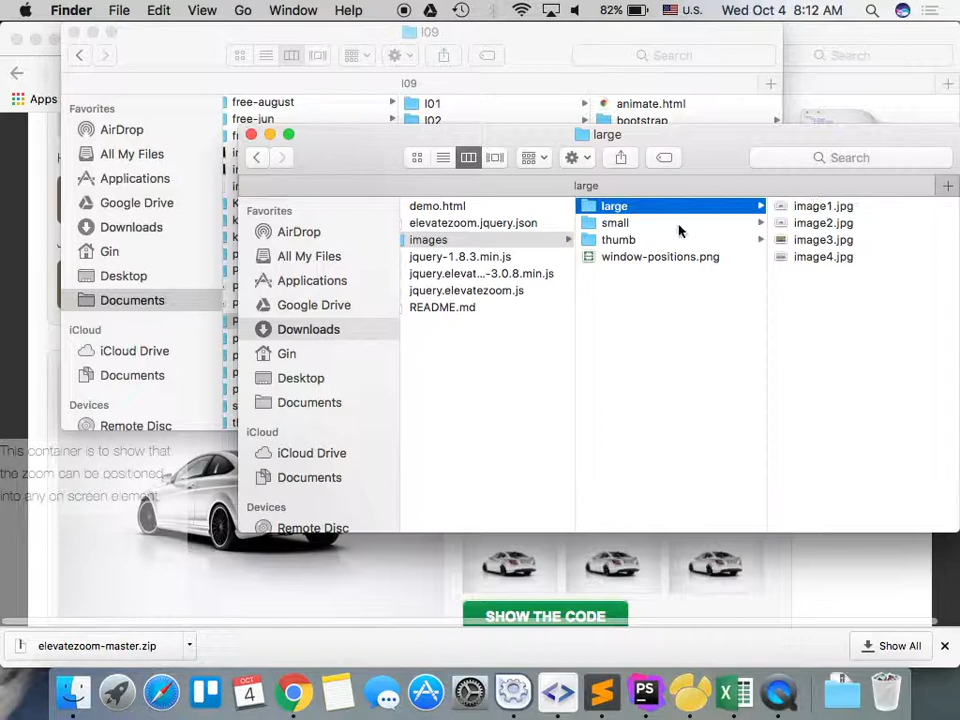 Finder File Edit View Go Window Help 82% U.S. Wed Oct 4 8:12 AM
l09
Search
Search
l09
Apps
Favorites
AirDrop
All My Files
Applications
Google Drive
Downloads
Gin
Desktop
Documents
iCloud
iCloud Drive
Documents
Devices
Remote Disc
free-august
free-jun
l01
l02
animate.html
bootstrap
large
Search
large
Favorites
AirDrop
All My Files
Applications
Google Drive
Downloads
Gin
Desktop
Documents
iCloud
iCloud Drive
Documents
Devices
Remote Disc
demo.html
elevatezoom.jquery.json
images
jquery-1.8.3.min.js
jquery.elevat...-3.0.8.min.js
jquery.elevatezoom.js
README.md
large
small
thumb
window-positions.png
image1.jpg
image2.jpg
image3.jpg
image4.jpg
This container is to show that
the zoom can be positioned
into any on screen element
SHOW THE CODE
elevatezoom-master.zip
Show All
OCT
4
PS